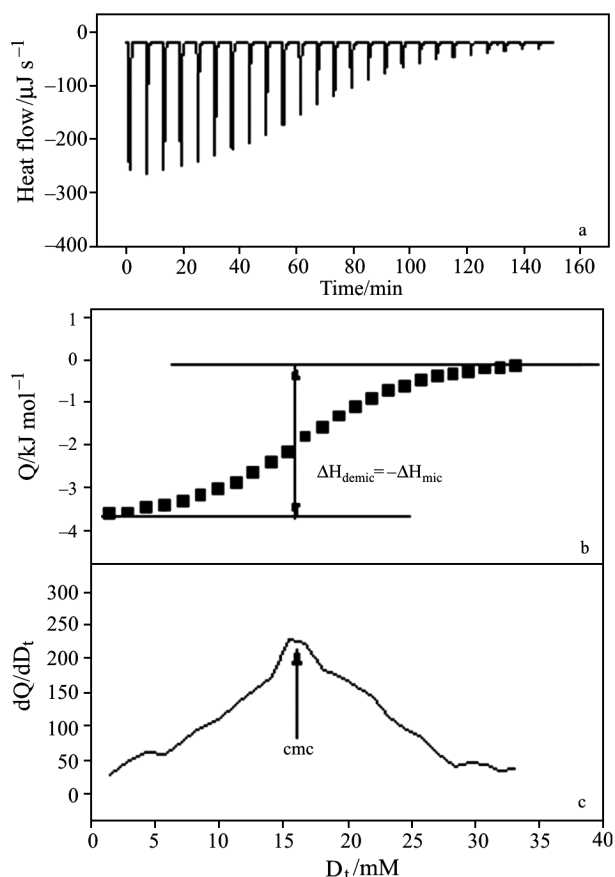 0
−100
−200
−300
−400
Heat flow/µJ s⁻¹
a
0 20 40 60 80 100 120 140 160
Time/min
1
0
−1
−2
−3
−4
Q/kJ mol⁻¹
ΔH_demic=−ΔH_mic
b
300
250
200
150
100
50
0
dQ/dD_t
cmc
c
0 5 10 15 20 25 30 35 40
D_t/mM